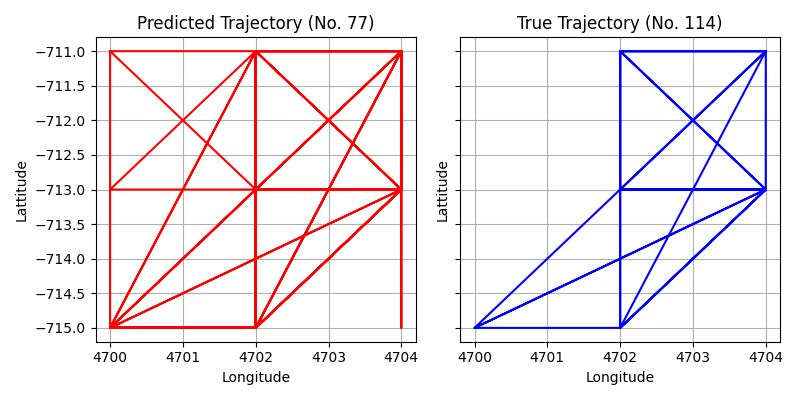 Predicted Trajectory (No. 77)
True Trajectory (No. 114)
−711.0
−711.5
−712.0
−712.5
−713.0
−713.5
−714.0
−714.5
−715.0
Lattitude
Lattitude
4700 4701 4702 4703 4704
4700 4701 4702 4703 4704
Longitude
Longitude